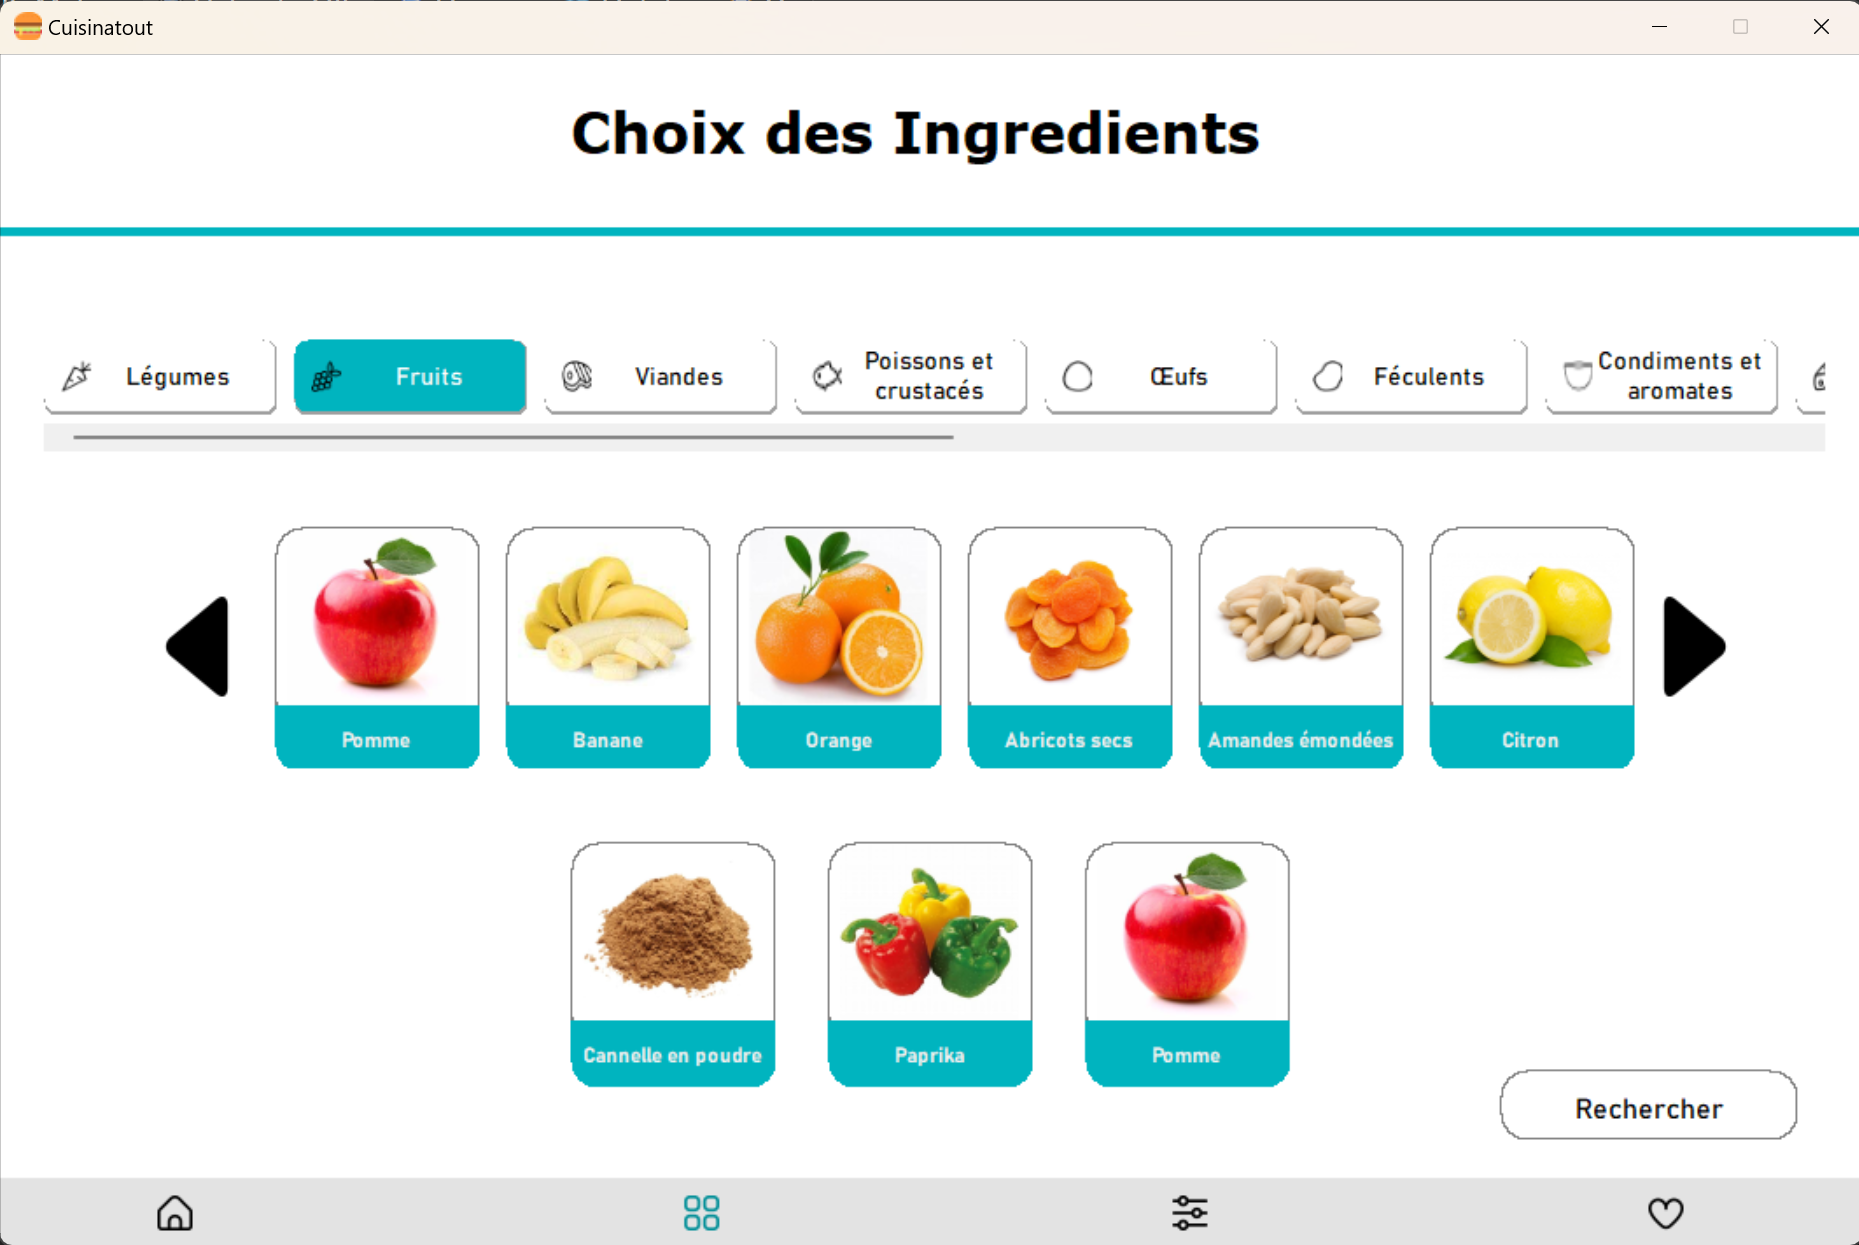 Cuisinatout
Choix des Ingredients
Légumes
Fruits
Viandes
Poissons et
crustacés
Œufs
Féculents
Condiments et
aromates
Pomme
Banane
Orange
Abricots secs
Amandes émondées
Citron
Cannelle en poudre
Paprika
Pomme
Rechercher